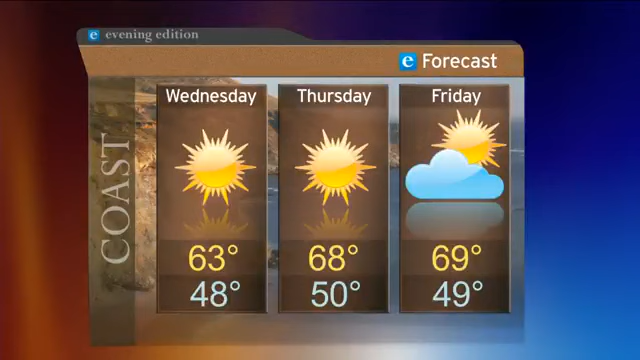 e evening edition
e Forecast
COAST
Wednesday Thursday Friday
63° 68° 69°
48° 50° 49°